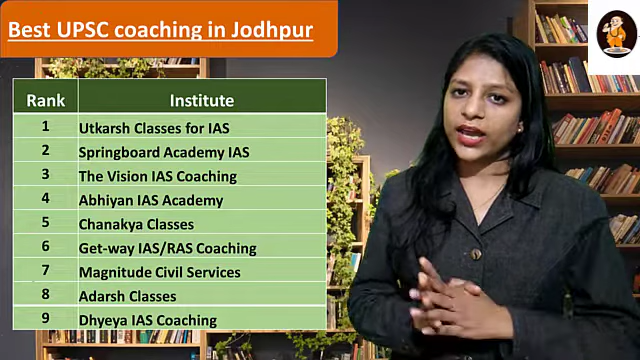 Best UPSC coaching in Jodhpur
Rank Institute
1 Utkarsh Classes for IAS
2 Springboard Academy IAS
3 The Vision IAS Coaching
4 Abhiyan IAS Academy
5 Chanakya Classes
6 Get-way IAS/RAS Coaching
7 Magnitude Civil Services
8 Adarsh Classes
9 Dhyeya IAS Coaching